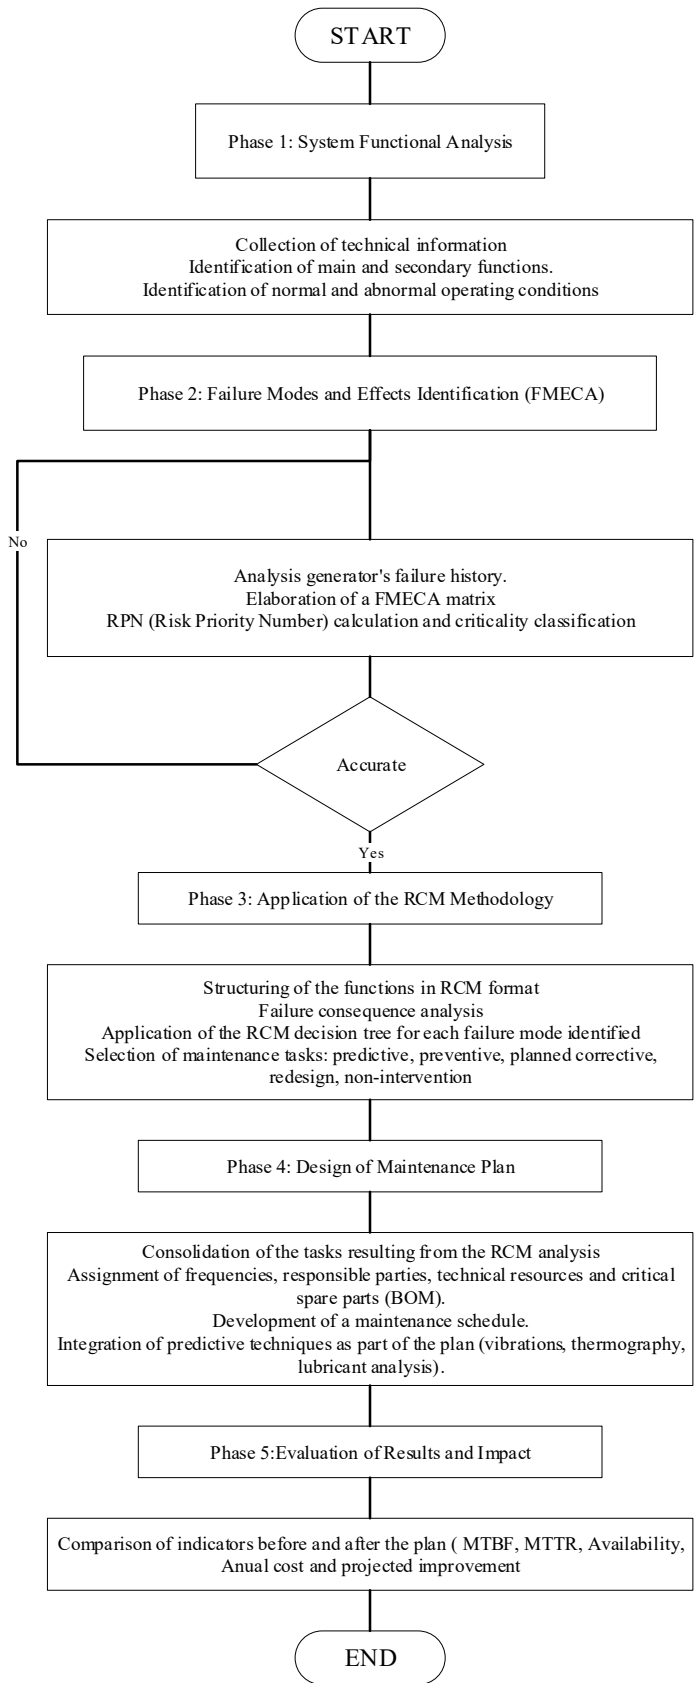 START
Phase 1: System Functional Analysis
Collection of technical information
Identification of main and secondary functions.
Identification of normal and abnormal operating conditions
Phase 2: Failure Modes and Effects Identification (FMECA)
No
Analysis generator's failure history.
Elaboration of a FMECA matrix
RPN (Risk Priority Number) calculation and criticality classification
Accurate
Yes
Phase 3: Application of the RCM Methodology
Structuring of the functions in RCM format
Failure consequence analysis
Application of the RCM decision tree for each failure mode identified
Selection of maintenance tasks: predictive, preventive, planned corrective,
redesign, non-intervention
Phase 4: Design of Maintenance Plan
Consolidation of the tasks resulting from the RCM analysis
Assignment of frequencies, responsible parties, technical resources and critical
spare parts (BOM).
Development of a maintenance schedule.
Integration of predictive techniques as part of the plan (vibrations, thermography,
lubricant analysis).
Phase 5:Evaluation of Results and Impact
Comparison of indicators before and after the plan ( MTBF, MTTR, Availability,
Anual cost and projected improvement
END